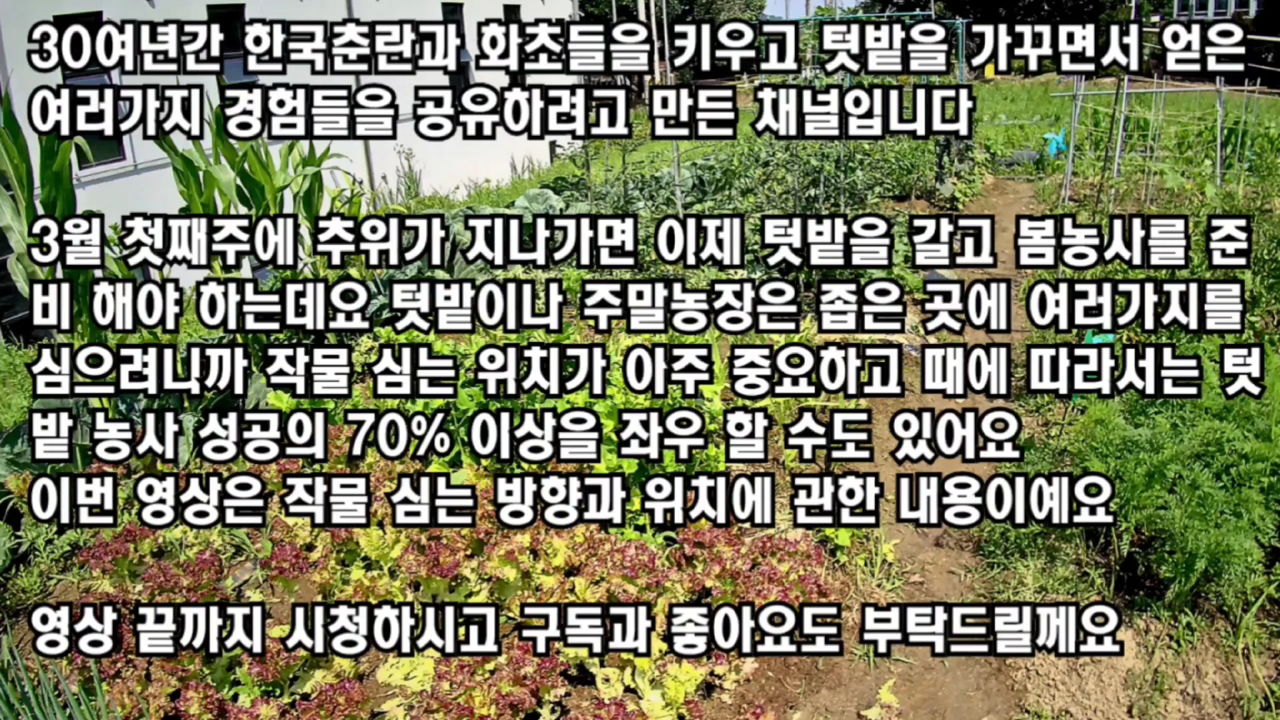 30여년간 한국춘란과 화초들을 키우고 텃밭을 가꾸면서 얻은
여러가지 경험들을 공유하려고 만든 채널입니다
3월 첫째주에 추위가 지나가면 이제 텃밭을 갈고 봄농사를 준
비 해야 하는데요 텃밭이나 주말농장은 좁은 곳에 여러가지를
심으려니까 작물 심는 위치가 아주 중요하고 때에 따라서는 텃
밭 농사 성공의 70% 이상을 좌우 할 수도 있어요
이번 영상은 작물 심는 방향과 위치에 관한 내용이예요
영상 끝까지 시청하시고 구독과 좋아요도 부탁드릴께요